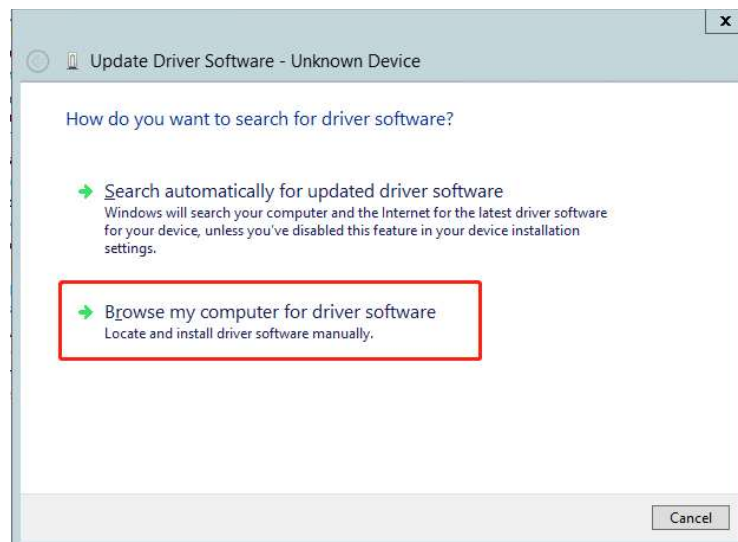 x
Update Driver Software - Unknown Device
How do you want to search for driver software?
Search automatically for updated driver software
Windows will search your computer and the Internet for the latest driver software
for your device, unless you've disabled this feature in your device installation
settings.
Browse my computer for driver software
Locate and install driver software manually.
Cancel